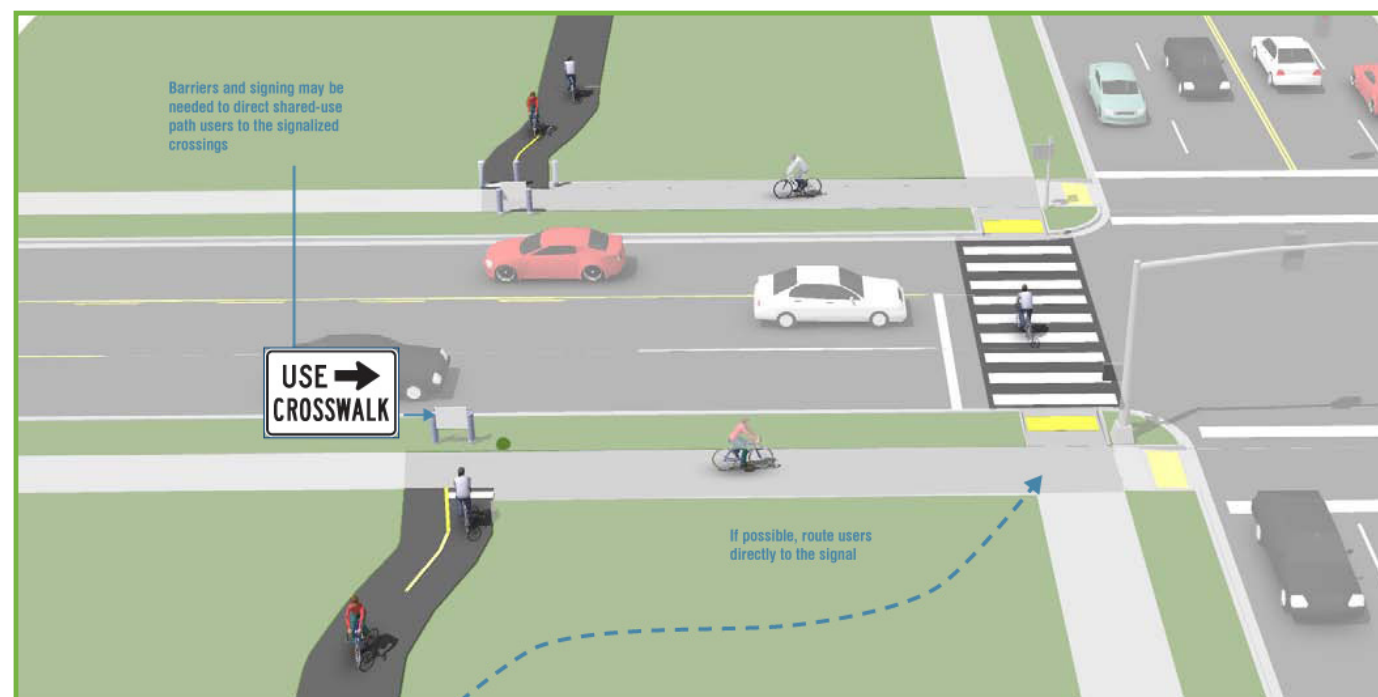 Barriers and signing may be
needed to direct shared-use
path users to the signalized
crossings
USE
CROSSWALK
If possible, route users
directly to the signal